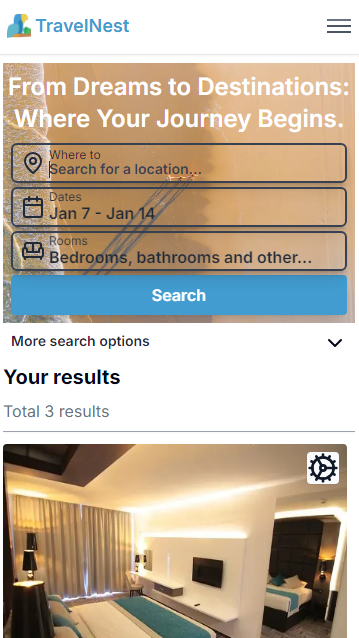 TravelNest
From Dreams to Destinations:
Where Your Journey Begins.
Where to
Search for a location...
Dates
Jan 7 - Jan 14
Rooms
Bedrooms, bathrooms and other...
Search
More search options
Your results
Total 3 results